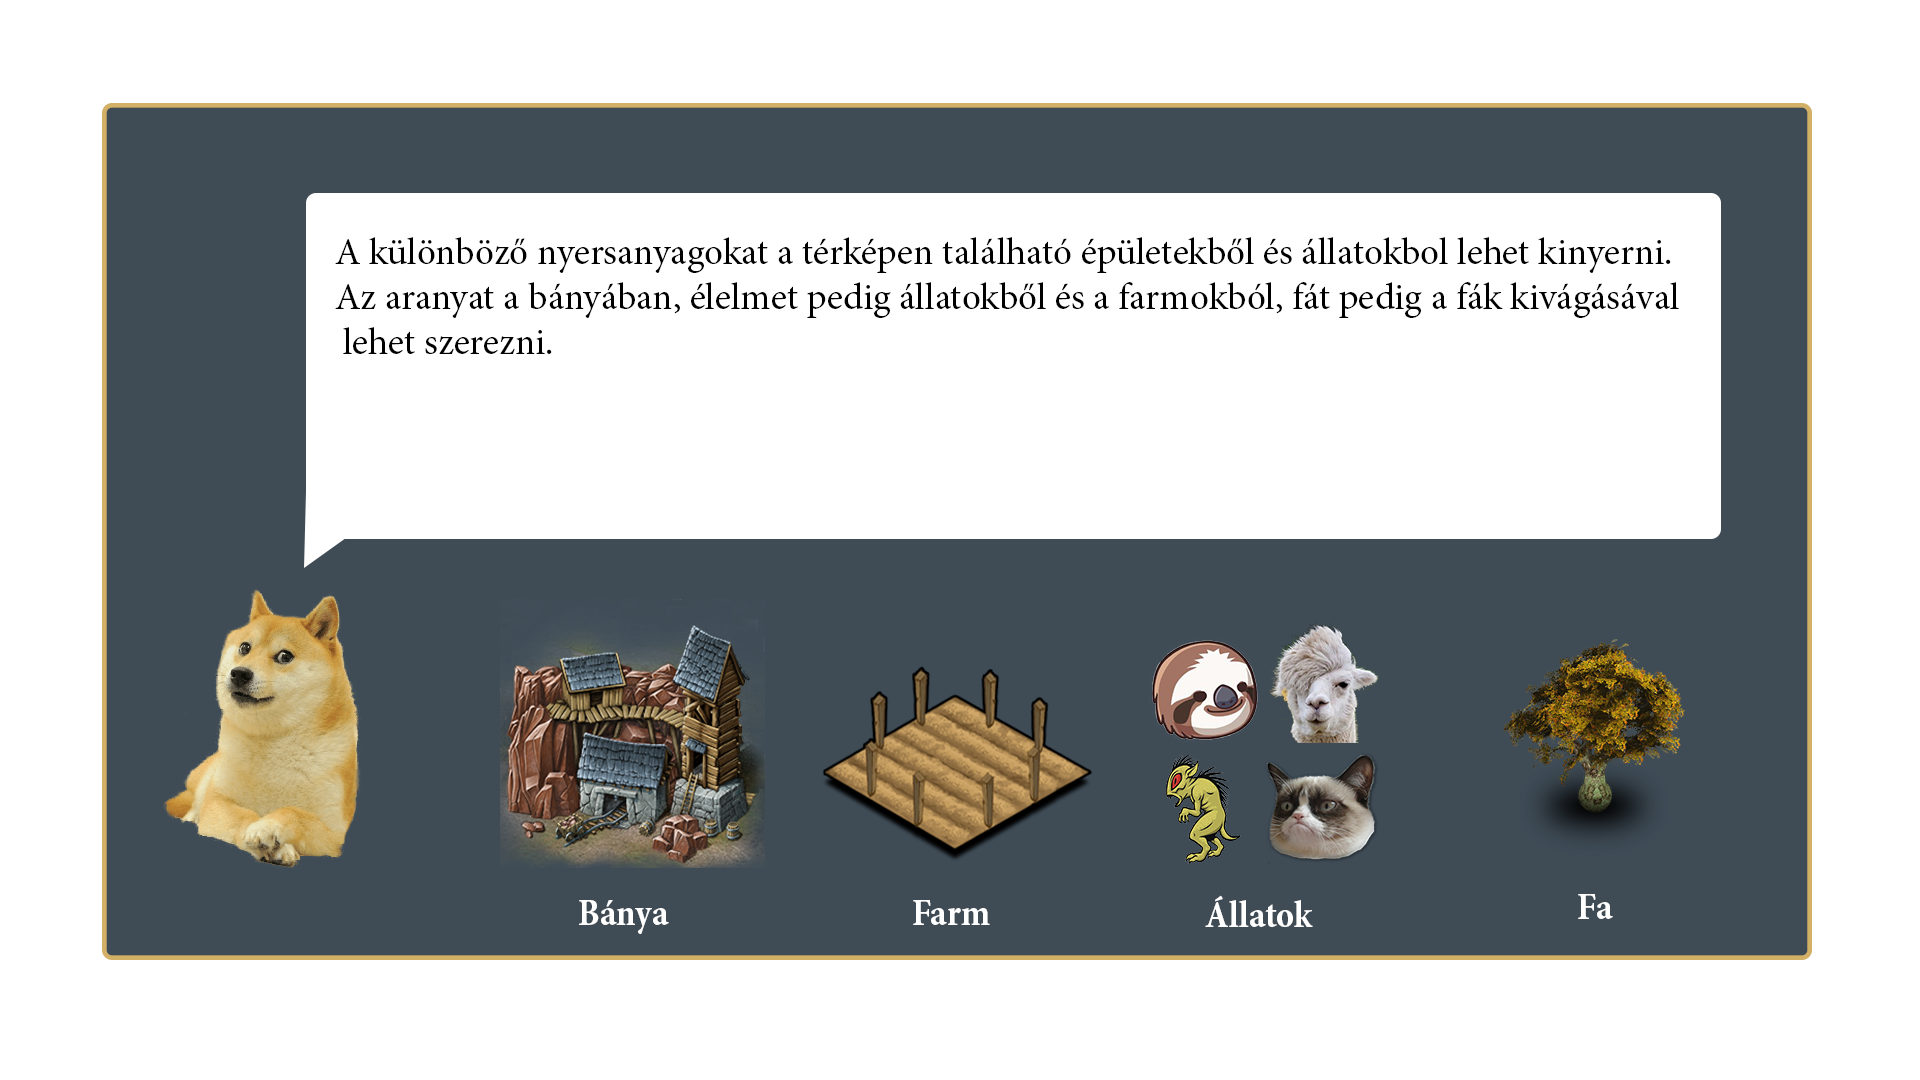 A különböző nyersanyagokat a térképen található épületekből és állatokbol lehet kinyerni.
Az aranyat a bányában, élelmet pedig állatokből és a farmokból, fát pedig a fák kivágásával
lehet szerezni.
Bánya
Farm
Állatok
Fa